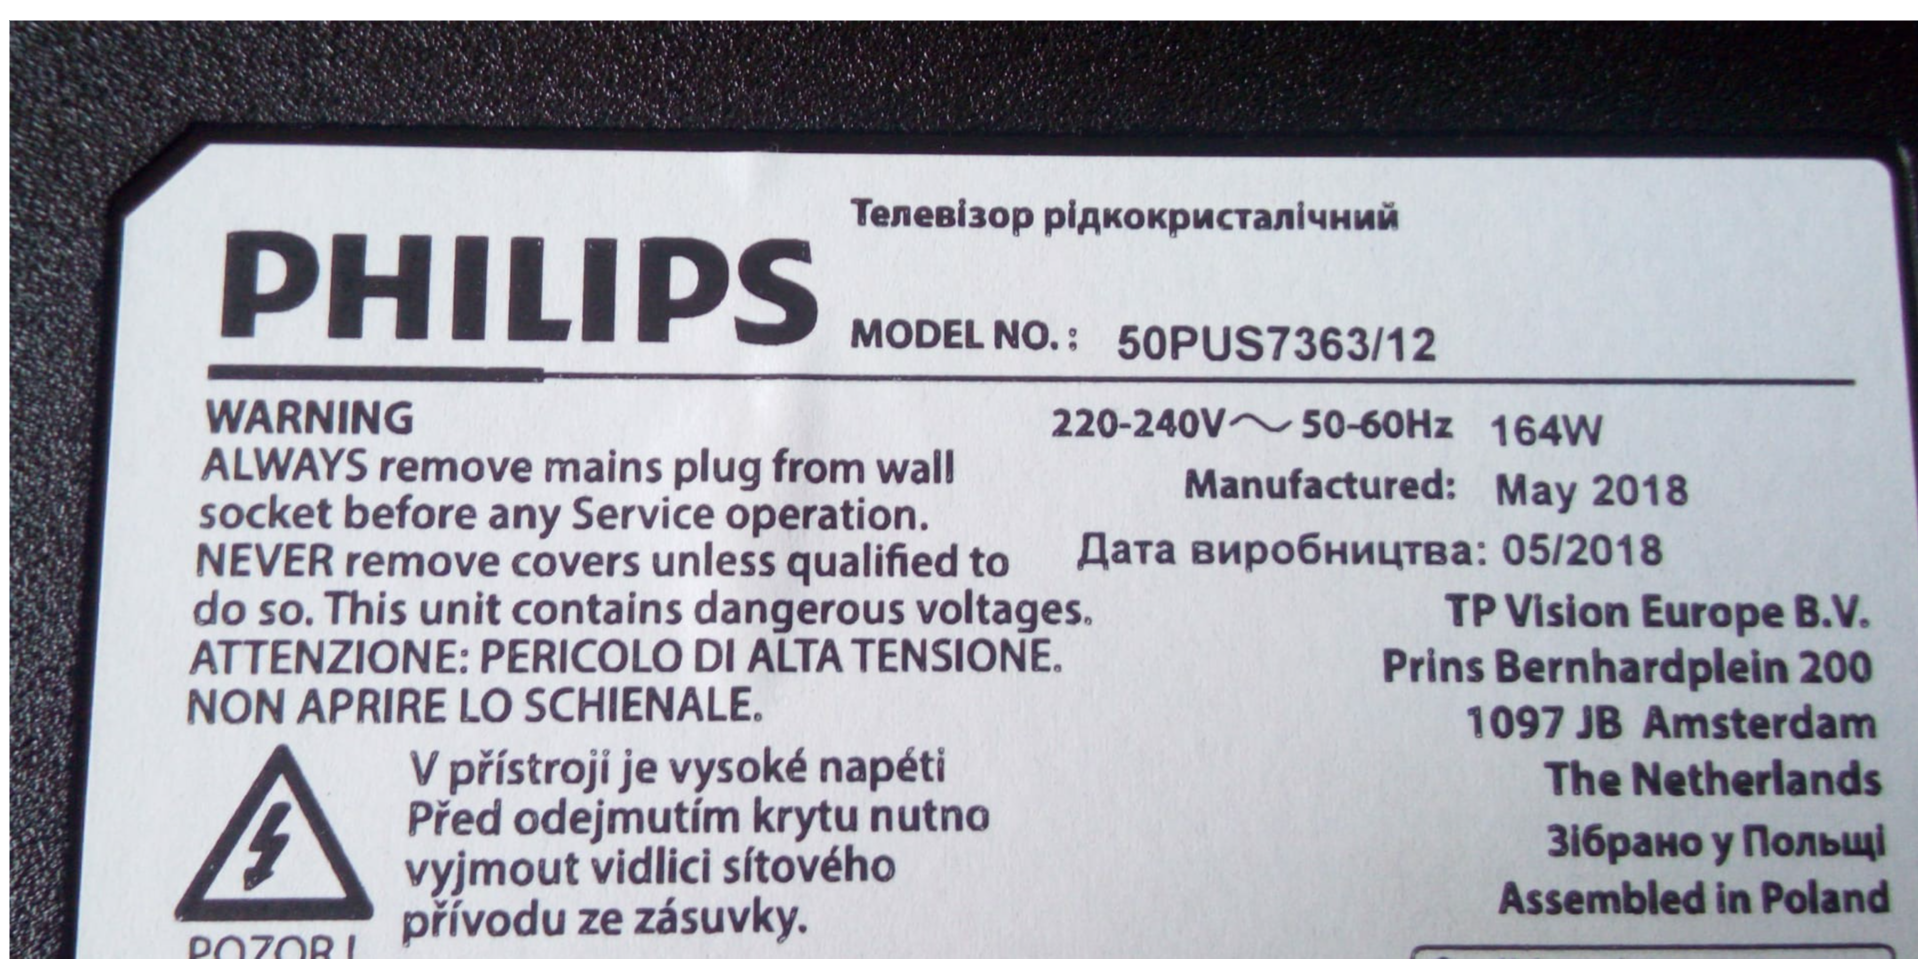 Телевізор рідкокристалічний
PHILIPS
MODEL NO. : 50PUS7363/12
WARNING
ALWAYS remove mains plug from wall
socket before any Service operation.
NEVER remove covers unless qualified to
do so. This unit contains dangerous voltages.
ATTENZIONE: PERICOLO DI ALTA TENSIONE.
NON APRIRE LO SCHIENALE.
V přístroji je vysoké napéti
Před odejmutím krytu nutno
vyjmout vidlici sítového
přívodu ze zásuvky.
POZOR !
220-240V~ 50-60Hz 164W
Manufactured: May 2018
Дата виробництва: 05/2018
TP Vision Europe B.V.
Prins Bernhardplein 200
1097 JB Amsterdam
The Netherlands
Зібрано у Польщі
Assembled in Poland